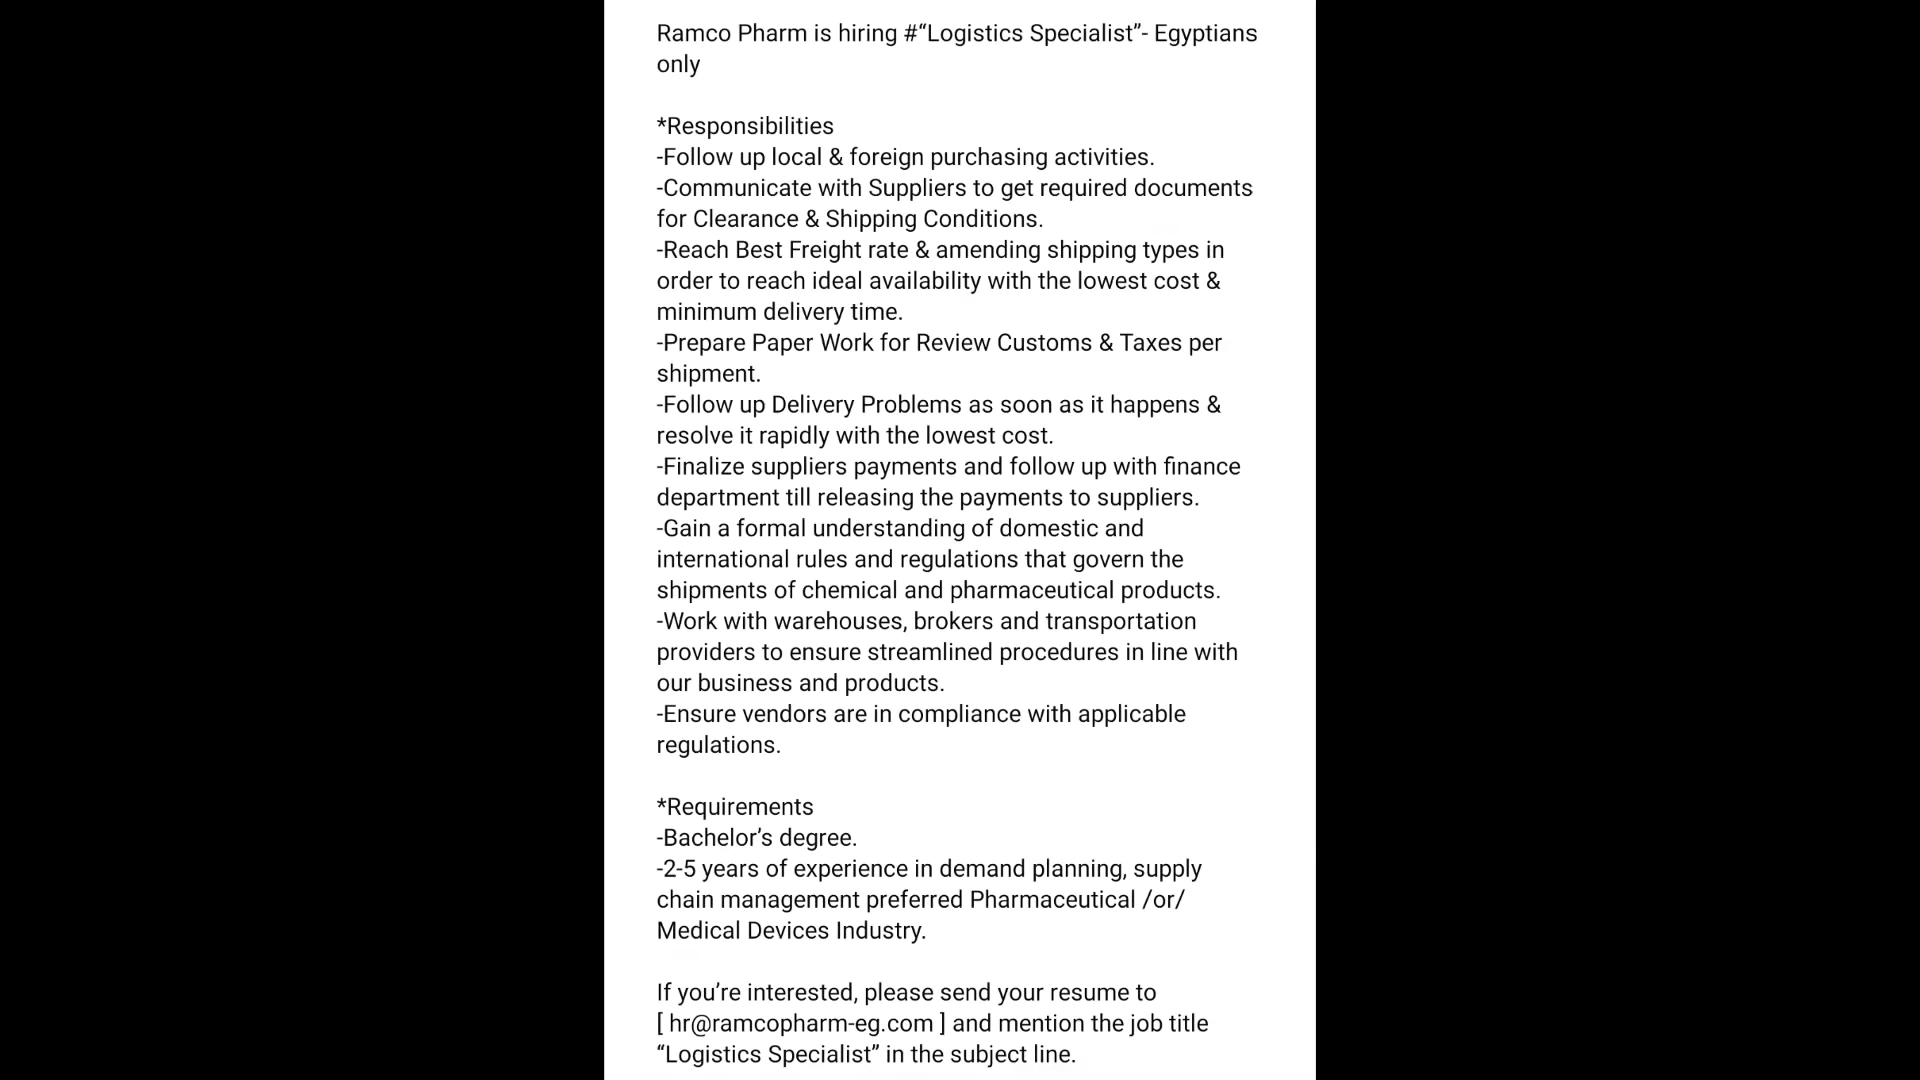 Ramco Pharm is hiring #“Logistics Specialist”- Egyptians
only
*Responsibilities
-Follow up local & foreign purchasing activities.
-Communicate with Suppliers to get required documents
for Clearance & Shipping Conditions.
-Reach Best Freight rate & amending shipping types in
order to reach ideal availability with the lowest cost &
minimum delivery time.
-Prepare Paper Work for Review Customs & Taxes per
shipment.
-Follow up Delivery Problems as soon as it happens &
resolve it rapidly with the lowest cost.
-Finalize suppliers payments and follow up with finance
department till releasing the payments to suppliers.
-Gain a formal understanding of domestic and
international rules and regulations that govern the
shipments of chemical and pharmaceutical products.
-Work with warehouses, brokers and transportation
providers to ensure streamlined procedures in line with
our business and products.
-Ensure vendors are in compliance with applicable
regulations.
*Requirements
-Bachelor’s degree.
-2-5 years of experience in demand planning, supply
chain management preferred Pharmaceutical /or/
Medical Devices Industry.
If you’re interested, please send your resume to
[ hr@ramcopharm-eg.com ] and mention the job title
“Logistics Specialist” in the subject line.